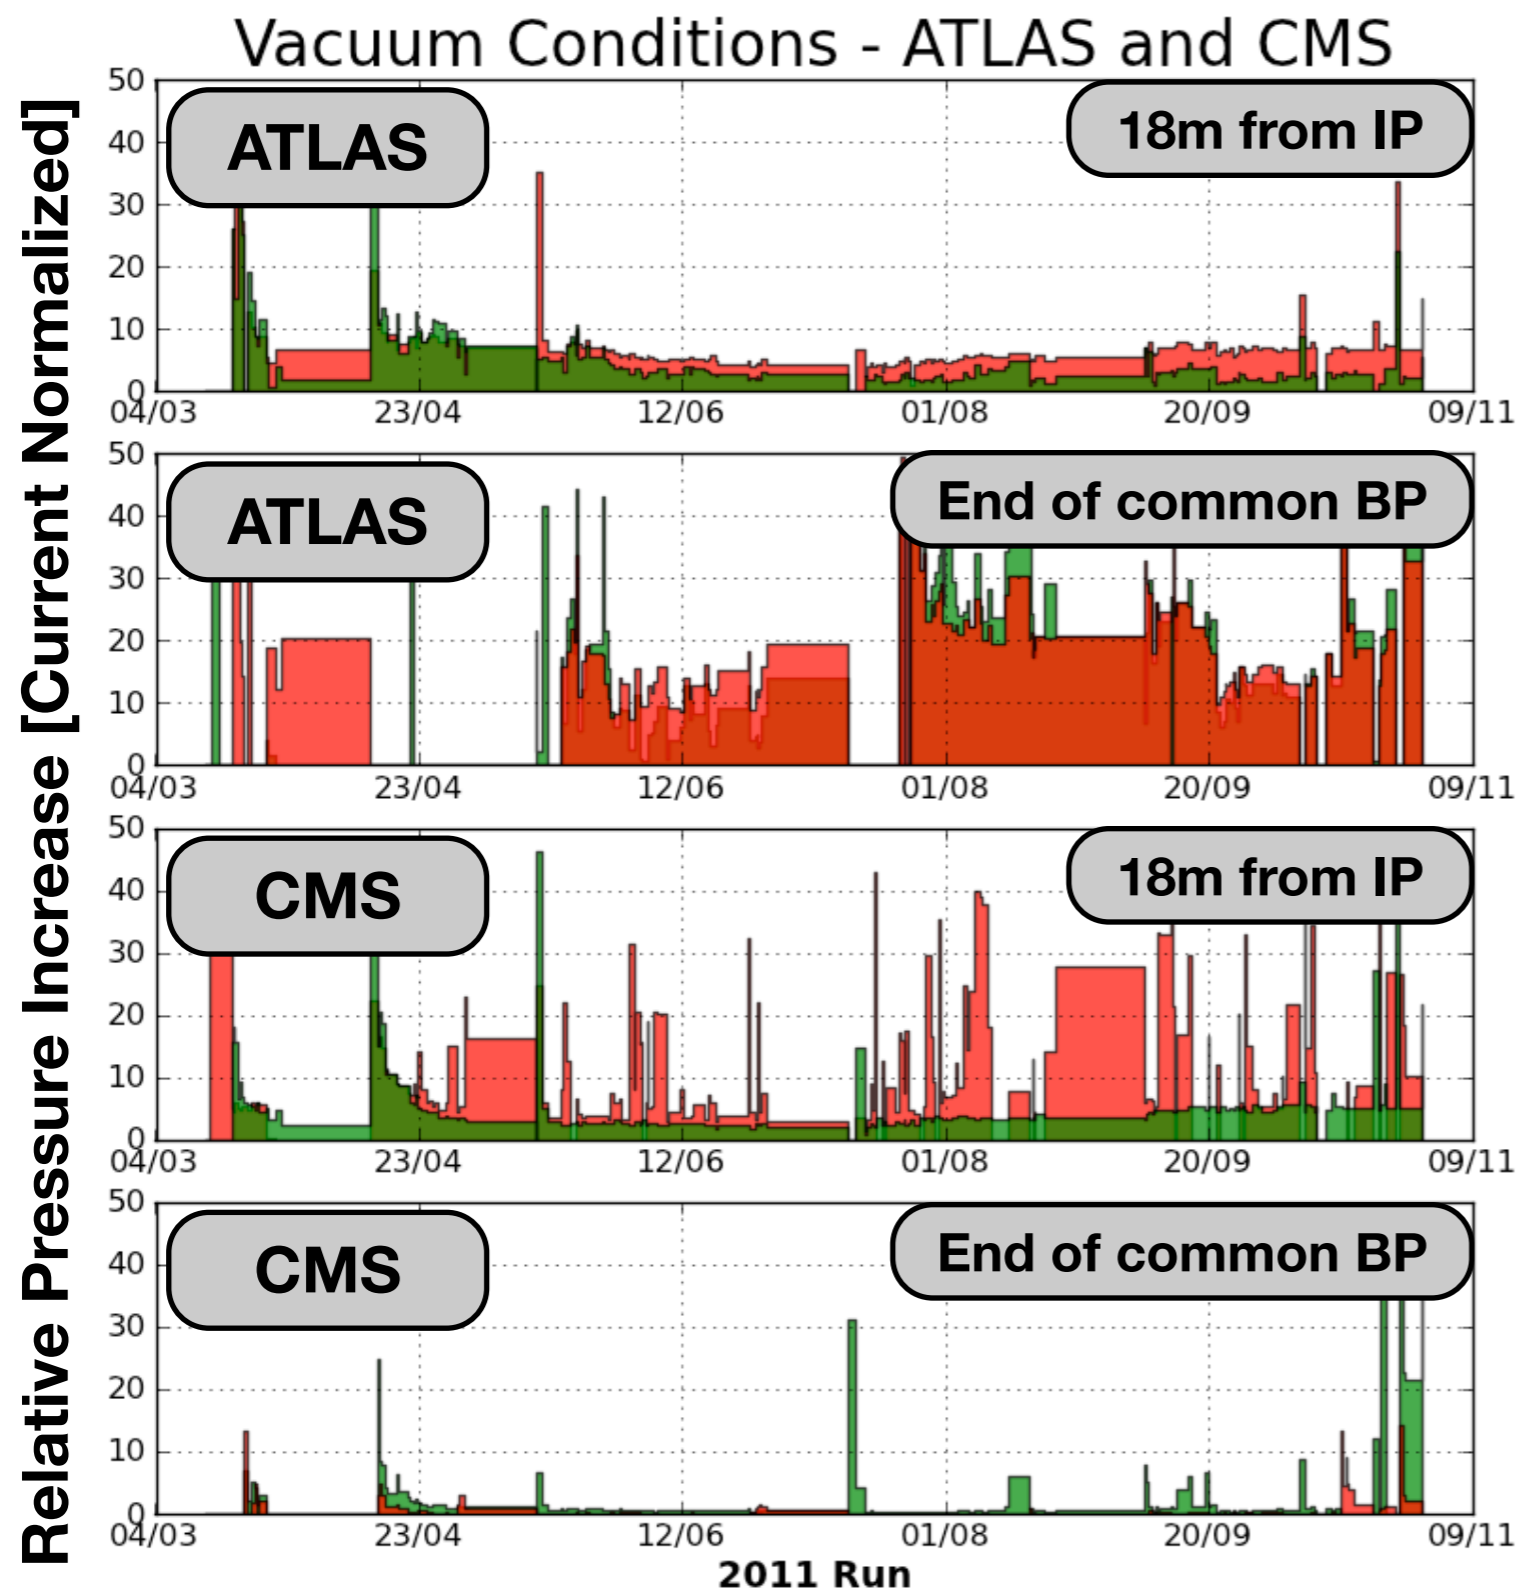 Vacuum Conditions - ATLAS and CMS
Relative Pressure Increase [Current Normalized]
50
40
30
20
10
0
ATLAS
18m from IP
04/03 23/04 12/06 01/08 20/09 09/11
50
40
30
20
10
0
ATLAS
End of common BP
04/03 23/04 12/06 01/08 20/09 09/11
50
40
30
20
10
0
CMS
18m from IP
04/03 23/04 12/06 01/08 20/09 09/11
50
40
30
20
10
0
CMS
End of common BP
04/03 23/04 12/06 01/08 20/09 09/11
2011 Run